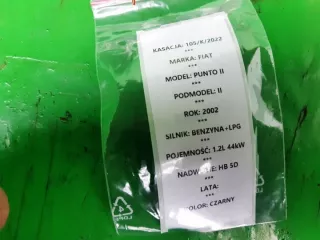 KASACJA: 105/R/2022
***
MARKA: FIAT
***
MODEL: PUNTO II
***
PODMODEL: II
***
ROK: 2002
***
SILNIK: BENZYNA+LPG
***
POJEMNOŚĆ: 1.2L 44kW
***
HB 5D
***
LATA:
***
KOLOR: CZARNY